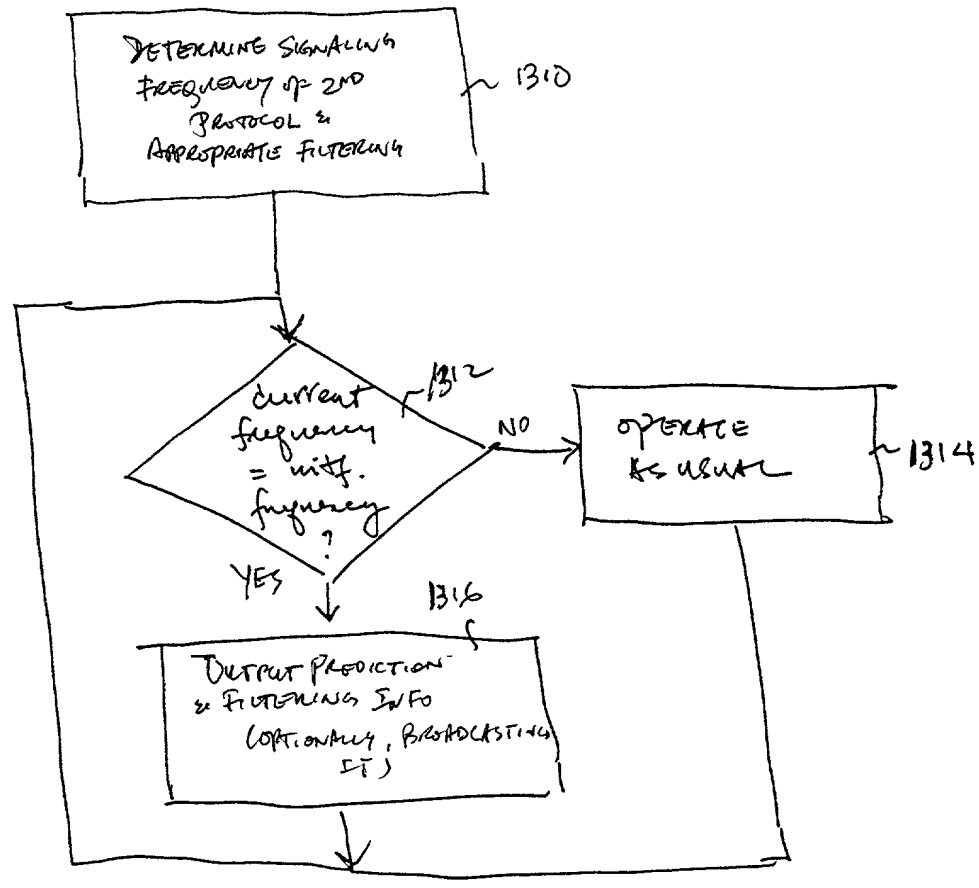 DETERMINE SIGNALING
FREQUENCY OF 2ND
PROTOCOL &
APPROPRIATE FILTERING
1310
1312
current
frequency
= intf.
frequency
?
NO
OPERATE
AS USUAL
1314
YES
1316
OUTPUT PREDICTION
& FILTERING INFO
(OPTIONALLY, BROADCASTING
IT)